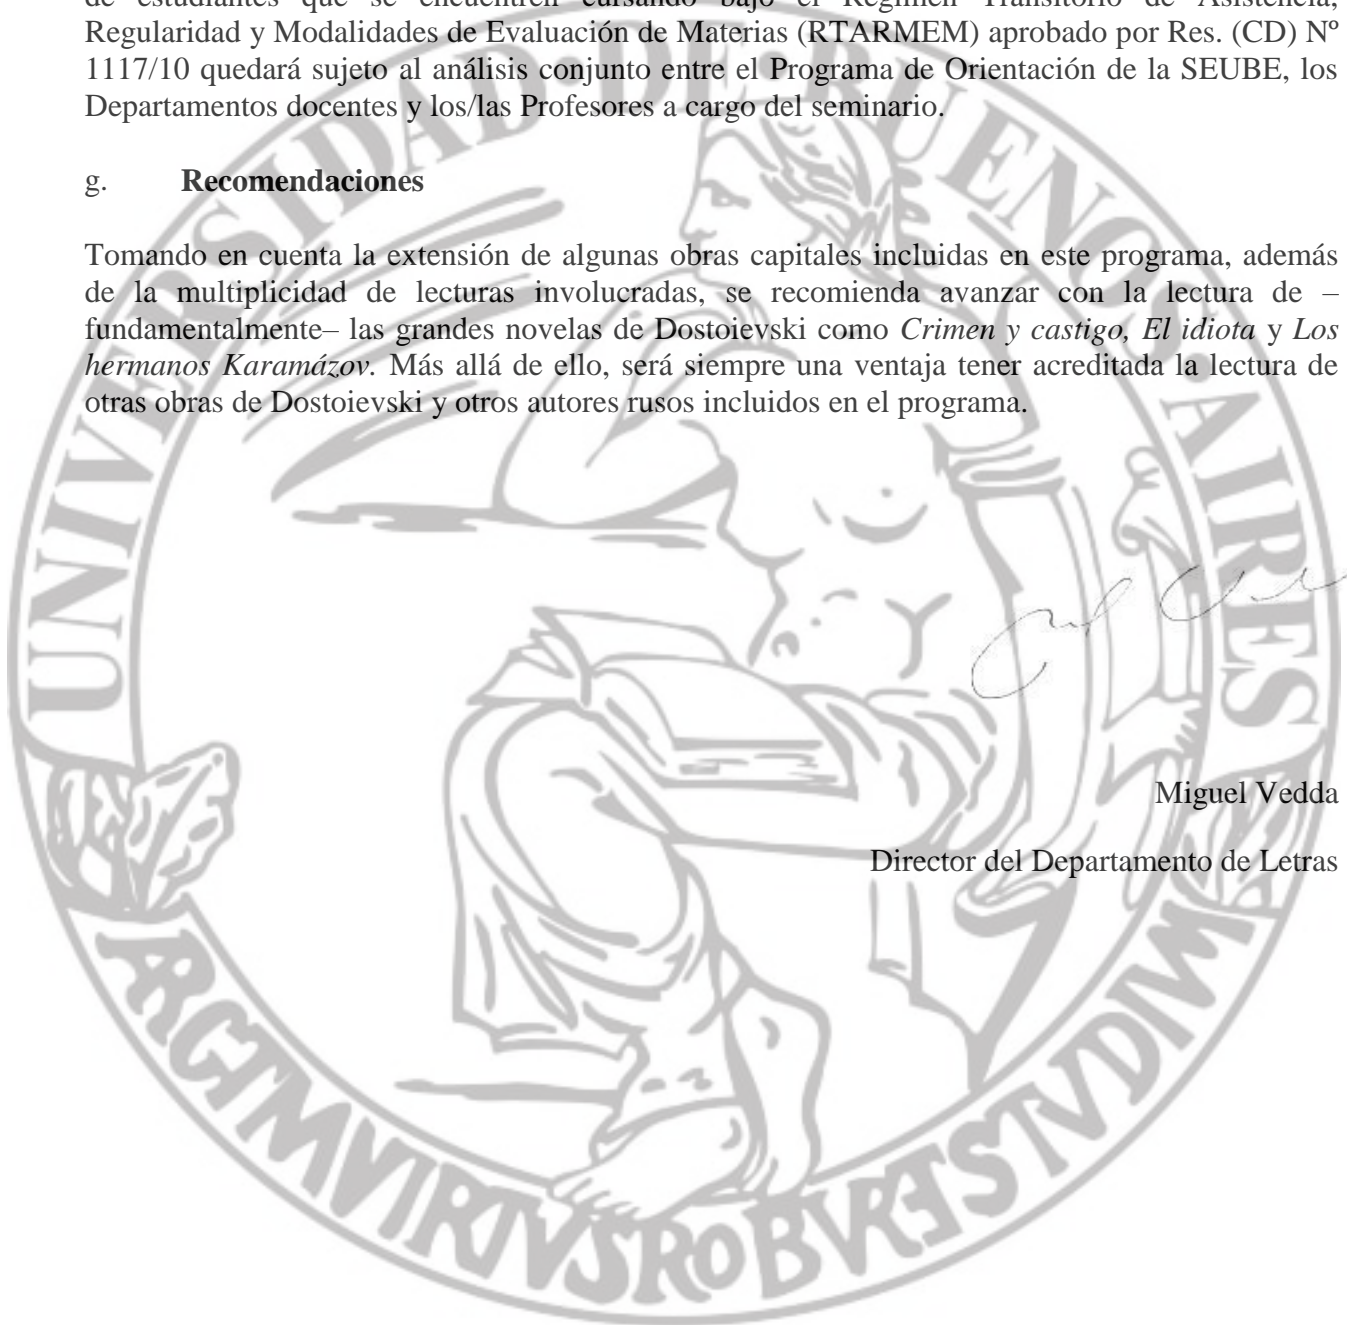 de estudiantes que se encuentren cursando bajo el Régimen Transitorio de Asistencia,
Regularidad y Modalidades de Evaluación de Materias (RTARMEM) aprobado por Res. (CD) Nº
1117/10 quedará sujeto al análisis conjunto entre el Programa de Orientación de la SEUBE, los
Departamentos docentes y los/las Profesores a cargo del seminario.
g. Recomendaciones
Tomando en cuenta la extensión de algunas obras capitales incluidas en este programa, además
de la multiplicidad de lecturas involucradas, se recomienda avanzar con la lectura de –
fundamentalmente– las grandes novelas de Dostoievski como Crimen y castigo, El idiota y Los
hermanos Karamázov. Más allá de ello, será siempre una ventaja tener acreditada la lectura de
otras obras de Dostoievski y otros autores rusos incluidos en el programa.
Miguel Vedda
Director del Departamento de Letras
UNIVERSIDAD•DE•BUENOS•AIRES
ARGTMVIRTVSROBVRETSTVDIVM